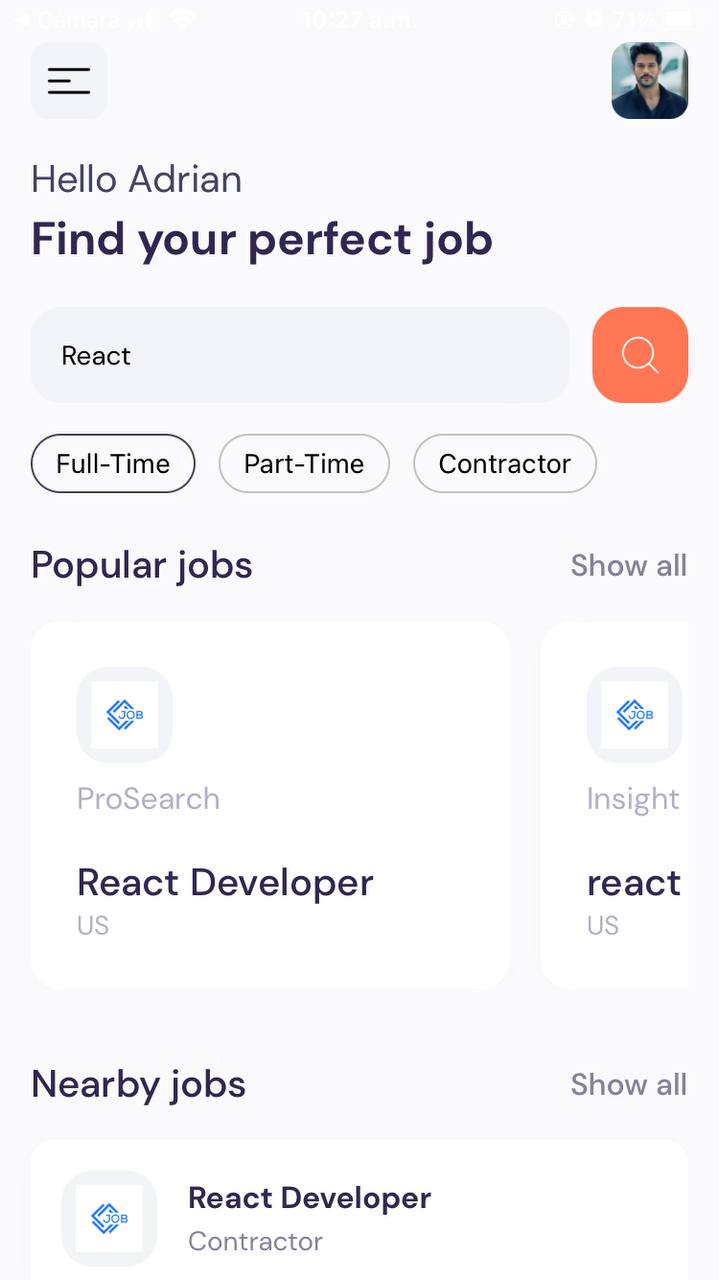 Cámara 10:27 a.m. 71%
Hello Adrian
Find your perfect job
React
Full-Time Part-Time Contractor
Popular jobs Show all
JOB JOB
ProSearch Insight
React Developer react
US US
Nearby jobs Show all
JOB
React Developer
Contractor